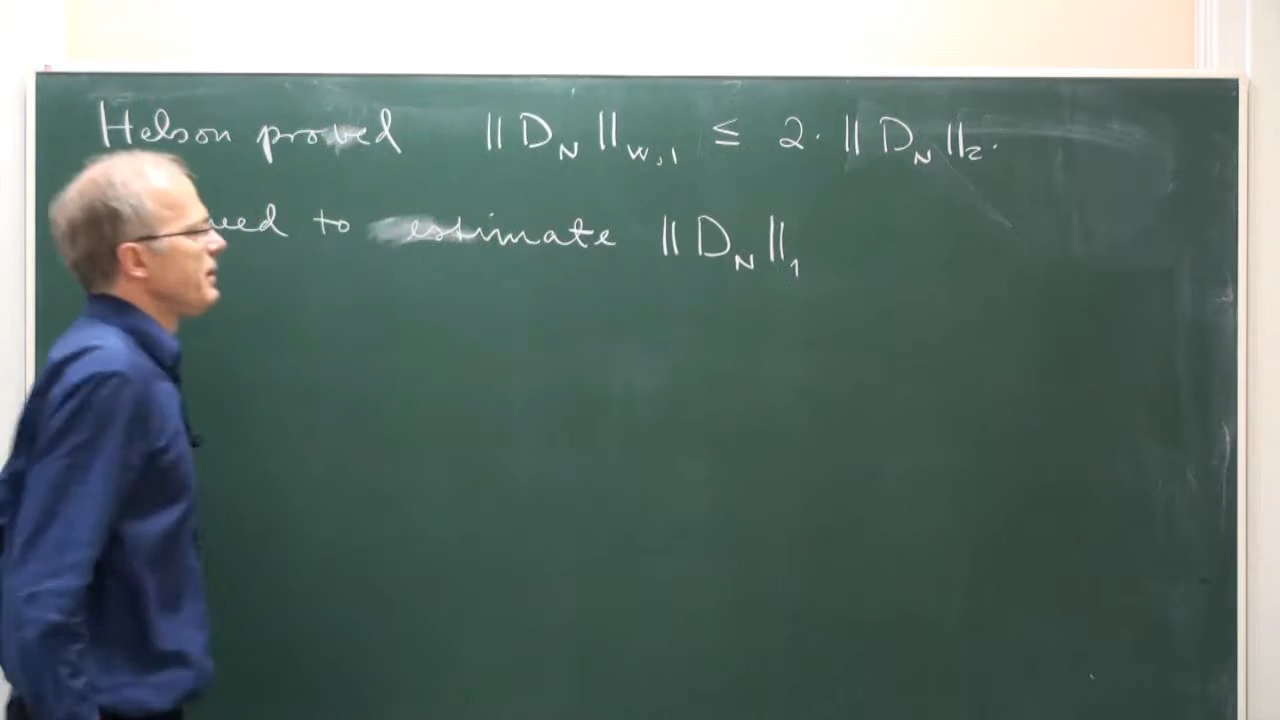 Helson proved ‖D_N‖_{w,1} ≤ 2·‖D_N‖_2.
to estimate ‖D_N‖_1